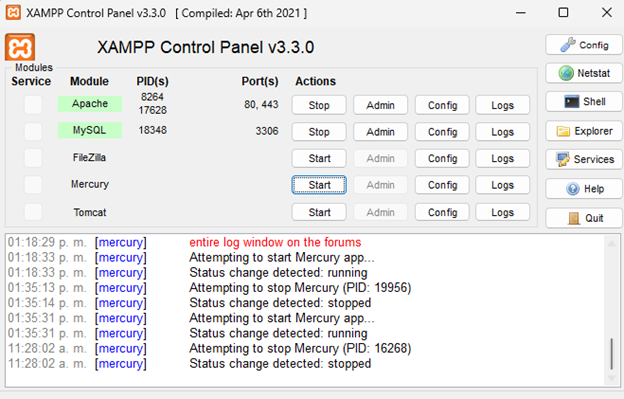 XAMPP Control Panel v3.3.0 [ Compiled: Apr 6th 2021 ]
XAMPP Control Panel v3.3.0
Modules
Service Module PID(s) Port(s) Actions
Apache 8264 17628 80, 443 Stop Admin Config Logs
MySQL 18348 3306 Stop Admin Config Logs
FileZilla Start Admin Config Logs
Mercury Start Admin Config Logs
Tomcat Start Admin Config Logs
Config
Netstat
Shell
Explorer
Services
Help
Quit
01:18:29 p. m. [mercury] entire log window on the forums
01:18:33 p. m. [mercury] Attempting to start Mercury app...
01:18:33 p. m. [mercury] Status change detected: running
01:35:13 p. m. [mercury] Attempting to stop Mercury (PID: 19956)
01:35:14 p. m. [mercury] Status change detected: stopped
01:35:31 p. m. [mercury] Attempting to start Mercury app...
01:35:31 p. m. [mercury] Status change detected: running
11:28:02 a. m. [mercury] Attempting to stop Mercury (PID: 16268)
11:28:02 a. m. [mercury] Status change detected: stopped